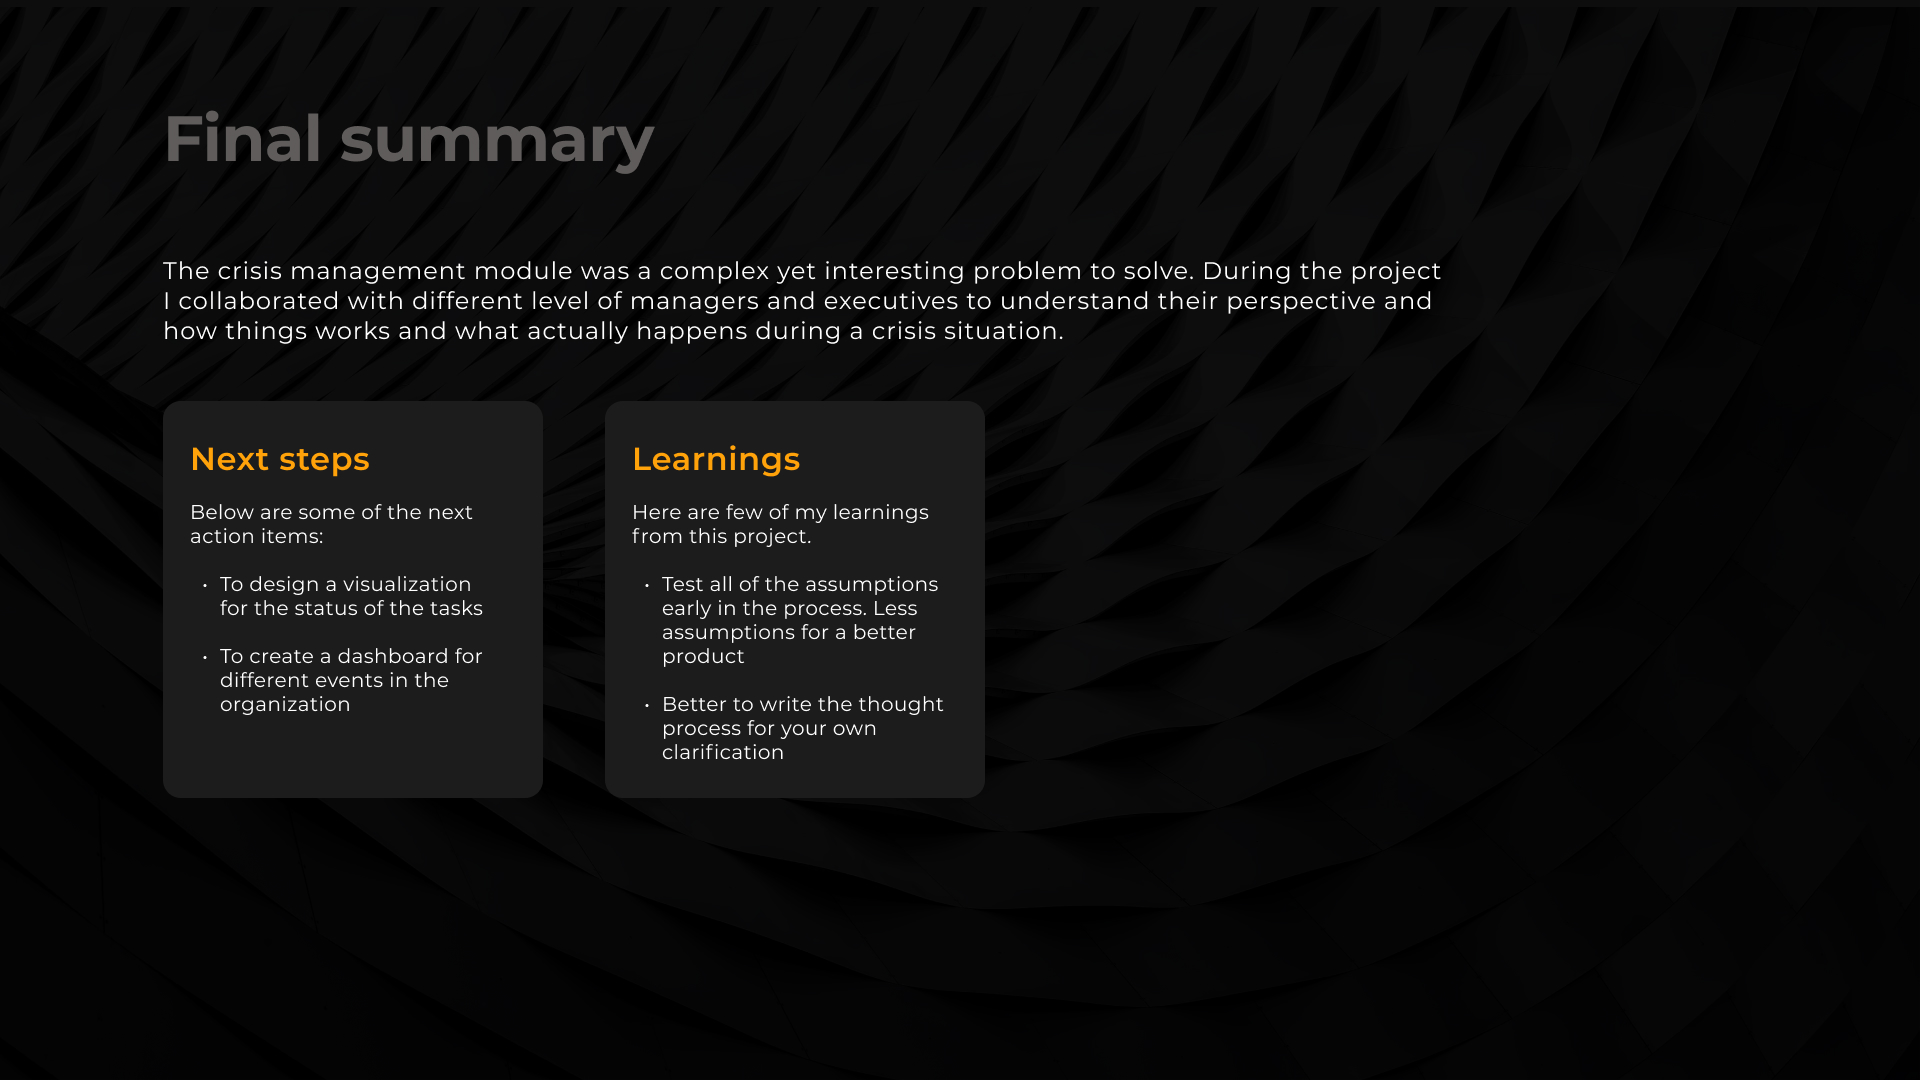 Final summary
The crisis management module was a complex yet interesting problem to solve. During the project
I collaborated with different level of managers and executives to understand their perspective and
how things works and what actually happens during a crisis situation.
Next steps
Below are some of the next
action items:
• To design a visualization
for the status of the tasks
• To create a dashboard for
different events in the
organization
Learnings
Here are few of my learnings
from this project.
• Test all of the assumptions
early in the process. Less
assumptions for a better
product
• Better to write the thought
process for your own
clarification